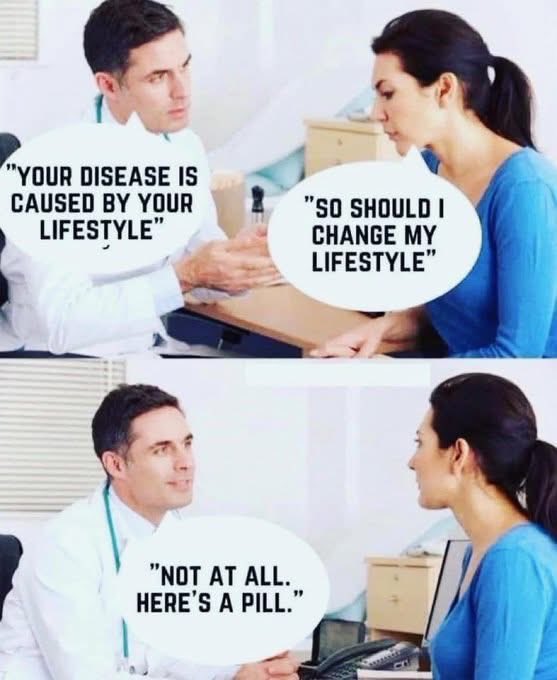 "YOUR DISEASE IS
CAUSED BY YOUR
LIFESTYLE"
"SO SHOULD I
CHANGE MY
LIFESTYLE"
"NOT AT ALL.
HERE'S A PILL."